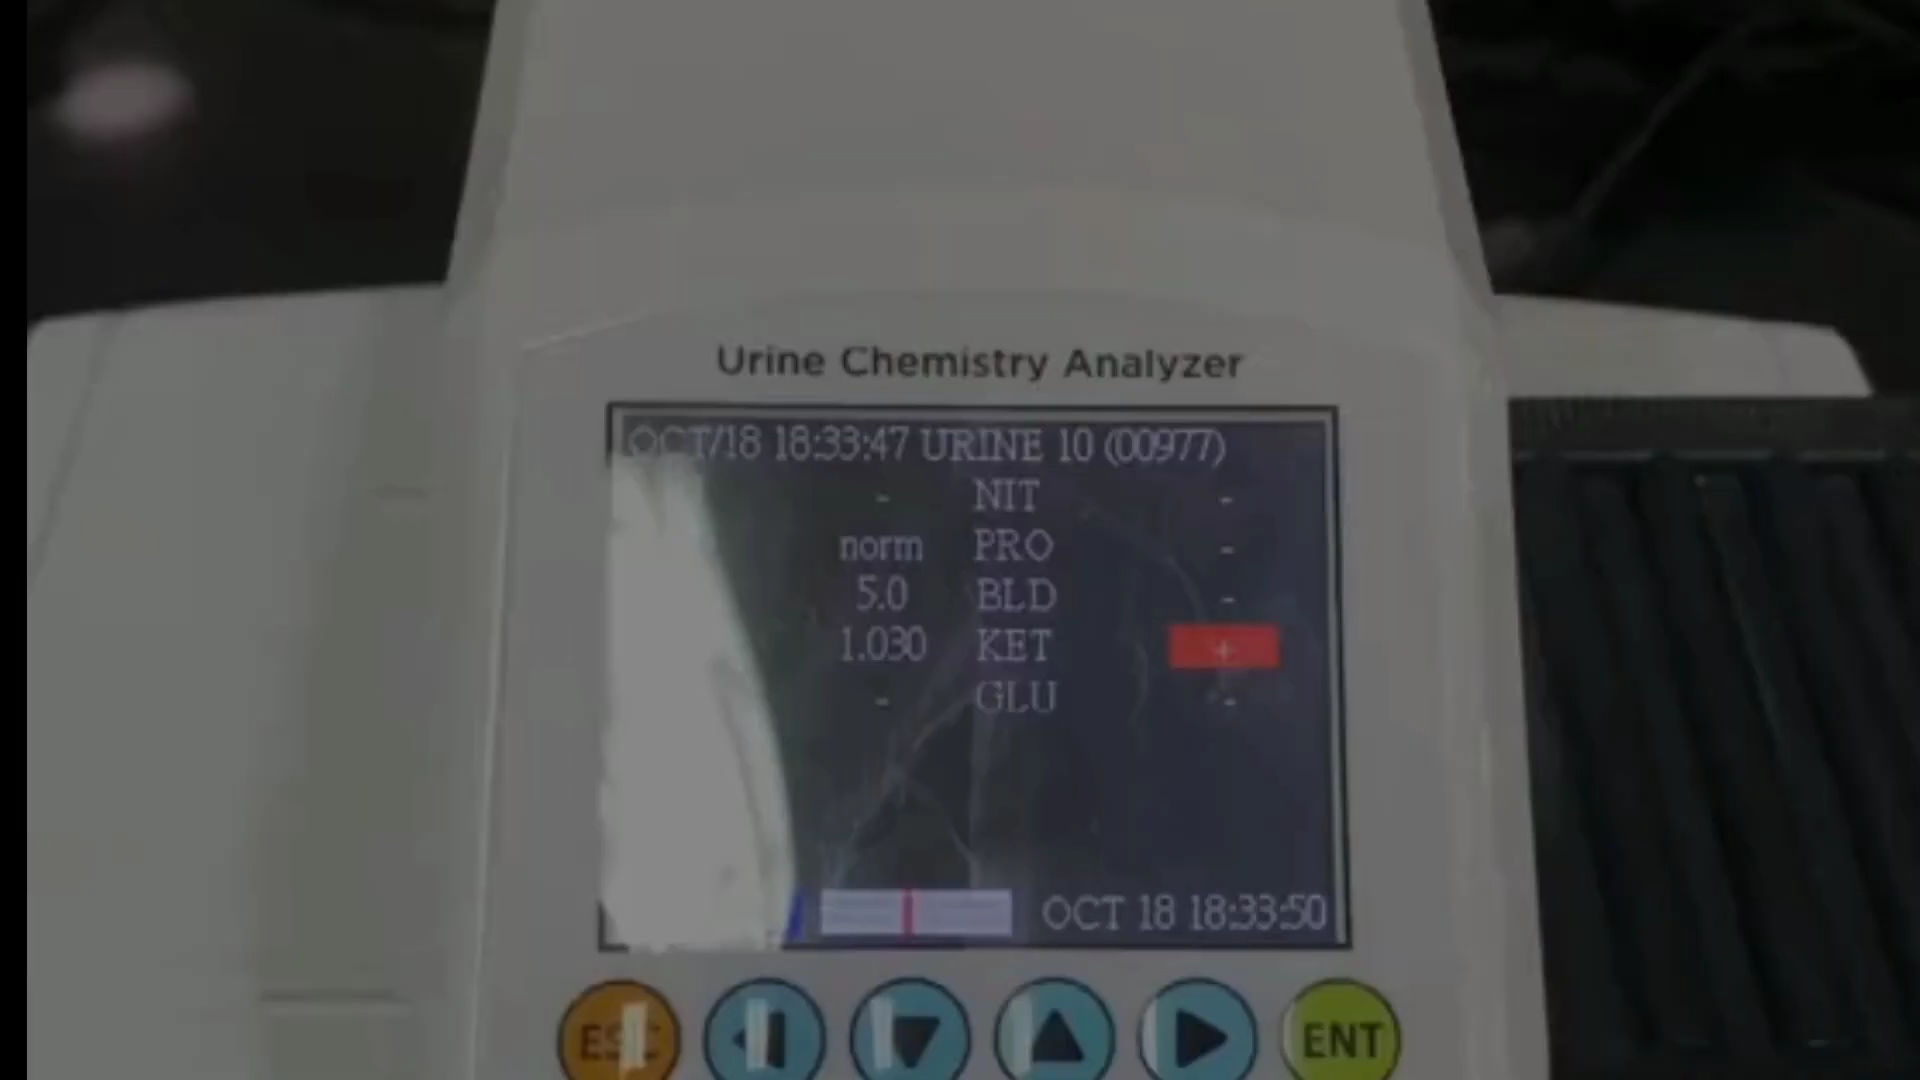 Urine Chemistry Analyzer
OCT/18 18:33:47 URINE 10 (00977)
- NIT -
norm PRO -
5.0 BLD -
1.030 KET +
- GLU -
OCT 18 18:33:50
ESC ENT